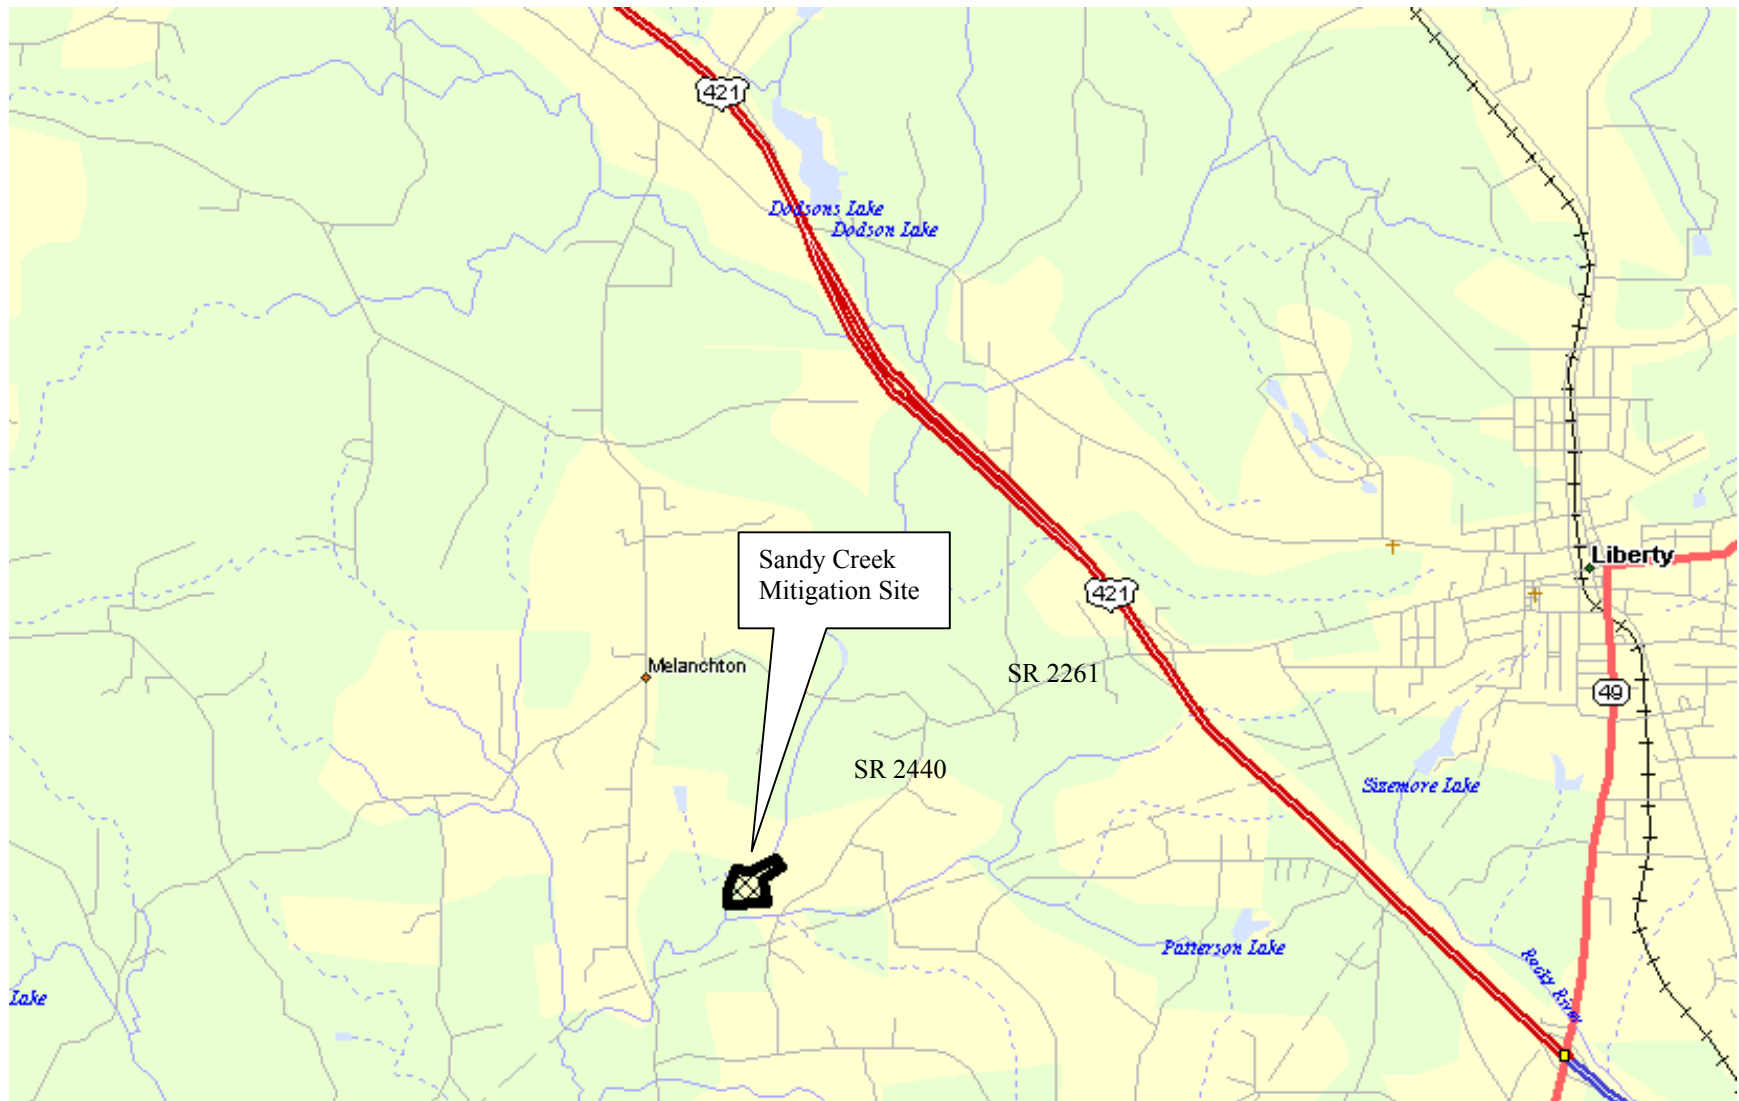 421
Dodsons Lake
Dodson Lake
Sandy Creek
Mitigation Site
Liberty
421
Melanchton
SR 2261
49
SR 2440
Sizemore Lake
Patterson Lake
Rocky River
Lake